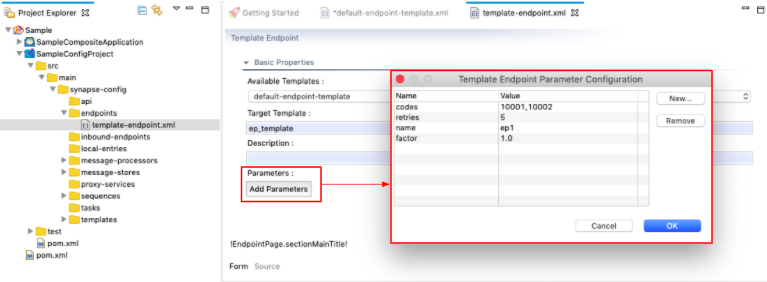 Project Explorer
Sample
SampleCompositeApplication
SampleConfigProject
src
main
synapse-config
api
endpoints
template-endpoint.xml
inbound-endpoints
local-entries
message-processors
message-stores
proxy-services
sequences
tasks
templates
test
pom.xml
pom.xml
Getting Started
*default-endpoint-template.xml
template-endpoint.xml
Template Endpoint
Basic Properties
Available Templates :
default-endpoint-template
Target Template :
ep_template
Description :
Parameters :
Add Parameters
!EndpointPage.sectionMainTitle!
Form Source
Template Endpoint Parameter Configuration
Name Value
codes 10001,10002
retries 5
name ep1
factor 1.0
New...
Remove
Cancel OK